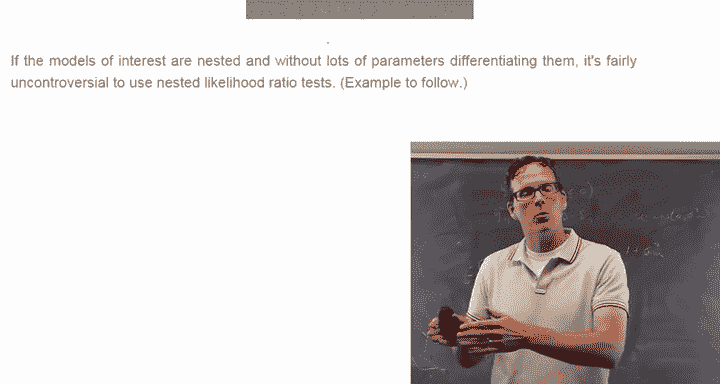 If the models of interest are nested and without lots of parameters differentiating them, it's fairly
uncontroversial to use nested likelihood ratio tests. (Example to follow.)